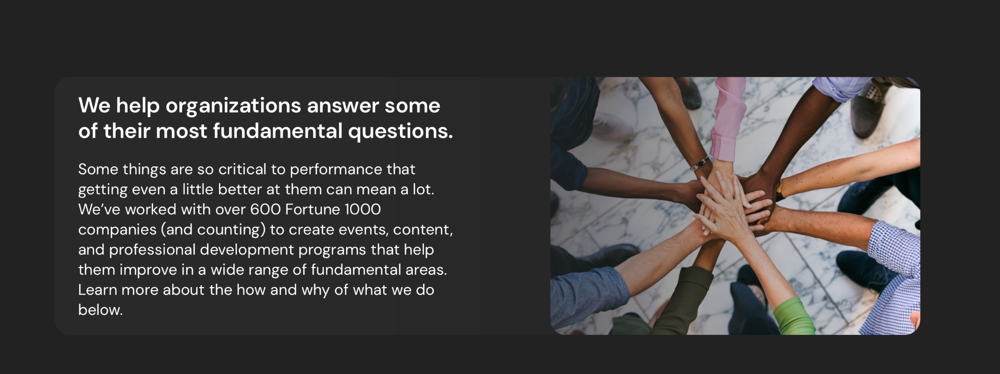 We help organizations answer some
of their most fundamental questions.
Some things are so critical to performance that
getting even a little better at them can mean a lot.
We’ve worked with over 600 Fortune 1000
companies (and counting) to create events, content,
and professional development programs that help
them improve in a wide range of fundamental areas.
Learn more about the how and why of what we do
below.